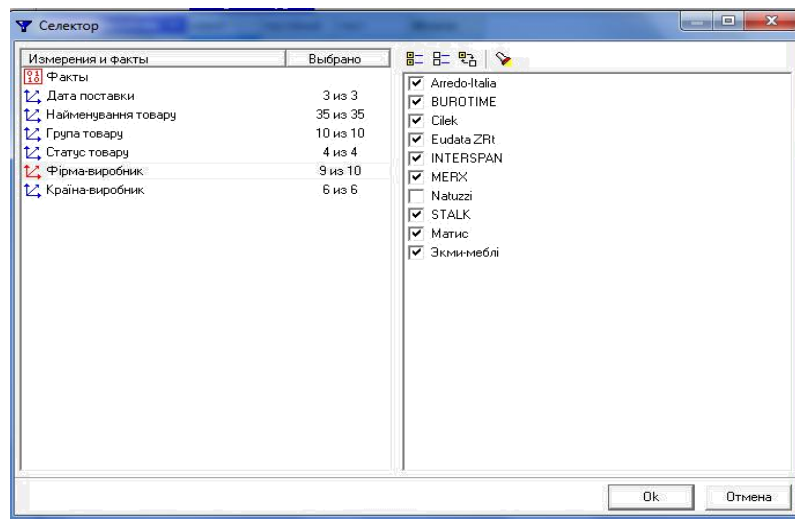 Селектор
Измерения и факты Выбрано
Факты
Дата поставки 3 из 3
Найменування товару 35 из 35
Група товару 10 из 10
Статус товару 4 из 4
Фірма-виробник 9 из 10
Країна-виробник 6 из 6
Arredo-Italia
BUROTIME
Cilek
Eudata ZRt
INTERSPAN
MERX
Natuzzi
STALK
Матис
Экми-меблі
Ok Отмена